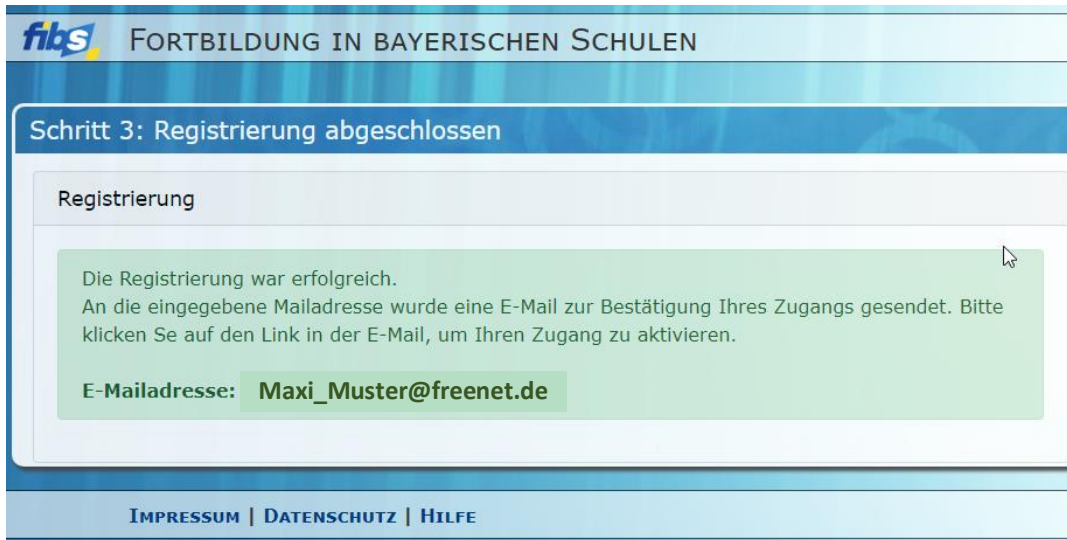 fibs FORTBILDUNG IN BAYERISCHEN SCHULEN
Schritt 3: Registrierung abgeschlossen
Registrierung
Die Registrierung war erfolgreich.
An die eingegebene Mailadresse wurde eine E-Mail zur Bestätigung Ihres Zugangs gesendet. Bitte
klicken Sie auf den Link in der E-Mail, um Ihren Zugang zu aktivieren.
E-Mailadresse: Maxi_Muster@freenet.de
IMPRESSUM | DATENSCHUTZ | HILFE